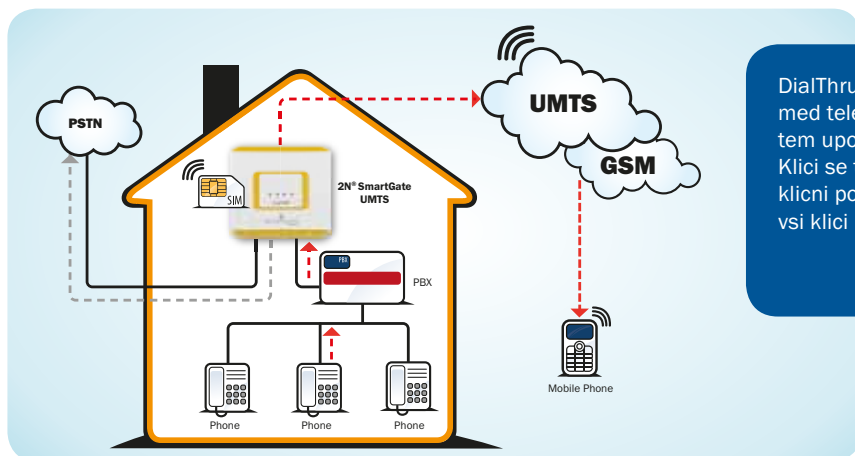 PSTN
UMTS
GSM
SIM
2N® SmartGate
UMTS
PBX
PBX
Phone
Phone
Phone
Mobile Phone
DialThru
med tele
tem upo
Klici se
klicni po
vsi klici